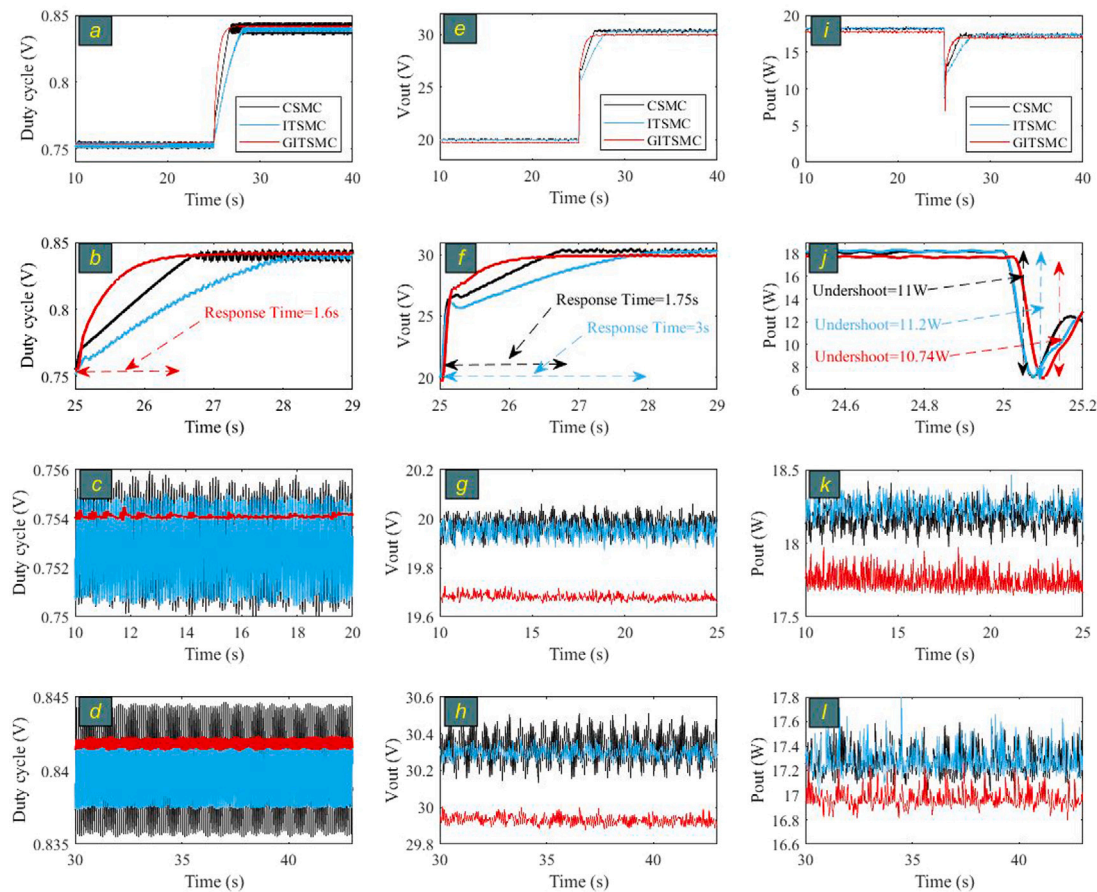 a
Duty cycle (V)
0.85
0.8
0.75
CSMC
ITSMC
GITSMC
10 20 30 40
Time (s)
e
Vout (V)
30
25
20
CSMC
ITSMC
GITSMC
10 20 30 40
Time (s)
i
Pout (W)
20
15
10
5
0
CSMC
ITSMC
GITSMC
10 20 30 40
Time (s)
b
Duty cycle (V)
0.85
0.8
0.75
Response Time=1.6s
25 26 27 28 29
Time (s)
f
Vout (V)
30
25
20
Response Time=1.75s
Response Time=3s
25 26 27 28 29
Time (s)
j
Pout (W)
18
16
14
12
10
8
6
Undershoot=11W
Undershoot=11.2W
Undershoot=10.74W
24.6 24.8 25 25.2
Time (s)
c
Duty cycle (V)
0.756
0.754
0.752
0.75
10 12 14 16 18 20
Time (s)
g
Vout (V)
20.2
20
19.8
19.6
10 15 20 25
Time (s)
k
Pout (W)
18.5
18
17.5
10 15 20 25
Time (s)
d
Duty cycle (V)
0.845
0.84
0.835
30 35 40
Time (s)
h
Vout (V)
30.6
30.4
30.2
30
29.8
30 35 40
Time (s)
l
Pout (W)
17.8
17.6
17.4
17.2
17
16.8
16.6
30 35 40
Time (s)